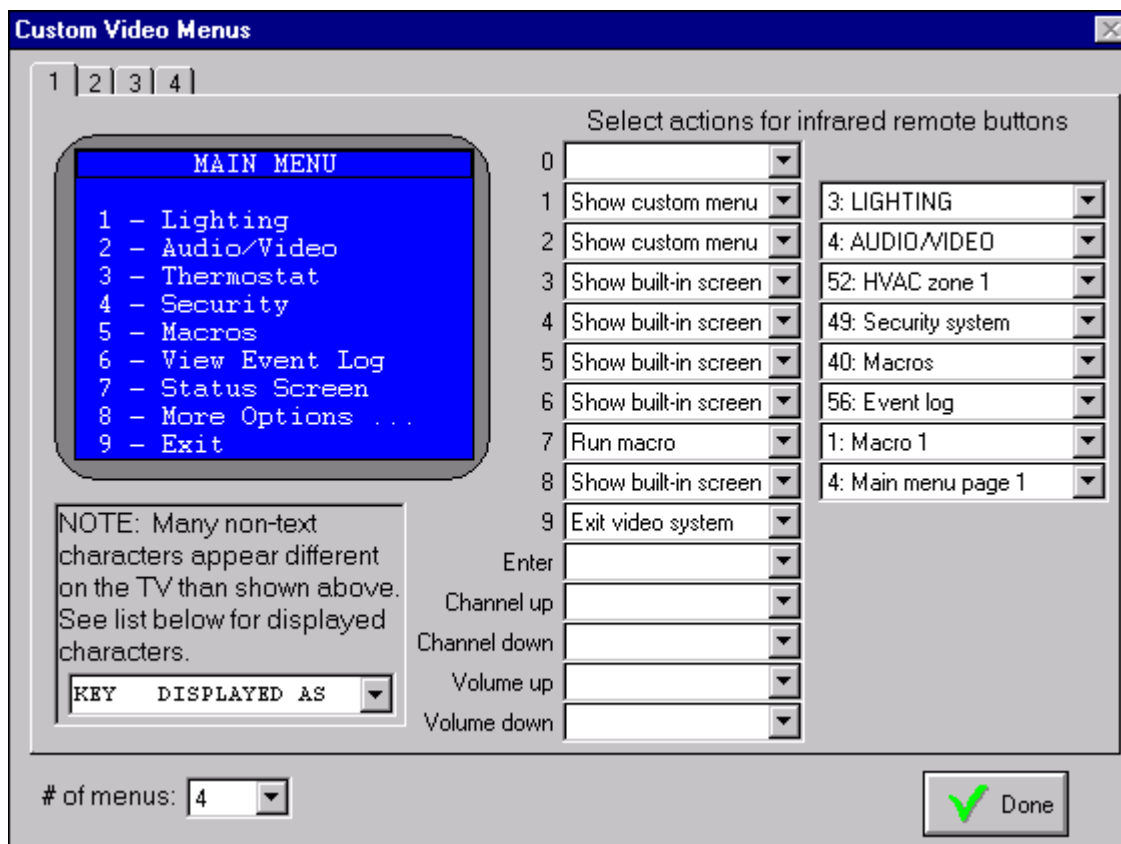 Custom Video Menus
1 2 3 4
Select actions for infrared remote buttons
MAIN MENU
1 - Lighting
2 - Audio/Video
3 - Thermostat
4 - Security
5 - Macros
6 - View Event Log
7 - Status Screen
8 - More Options ...
9 - Exit
0
1 Show custom menu 3: LIGHTING
2 Show custom menu 4: AUDIO/VIDEO
3 Show built-in screen 52: HVAC zone 1
4 Show built-in screen 49: Security system
5 Show built-in screen 40: Macros
6 Show built-in screen 56: Event log
7 Run macro 1: Macro 1
8 Show built-in screen 4: Main menu page 1
9 Exit video system
Enter
Channel up
Channel down
Volume up
Volume down
NOTE: Many non-text
characters appear different
on the TV than shown above.
See list below for displayed
characters.
KEY DISPLAYED AS
# of menus: 4
Done